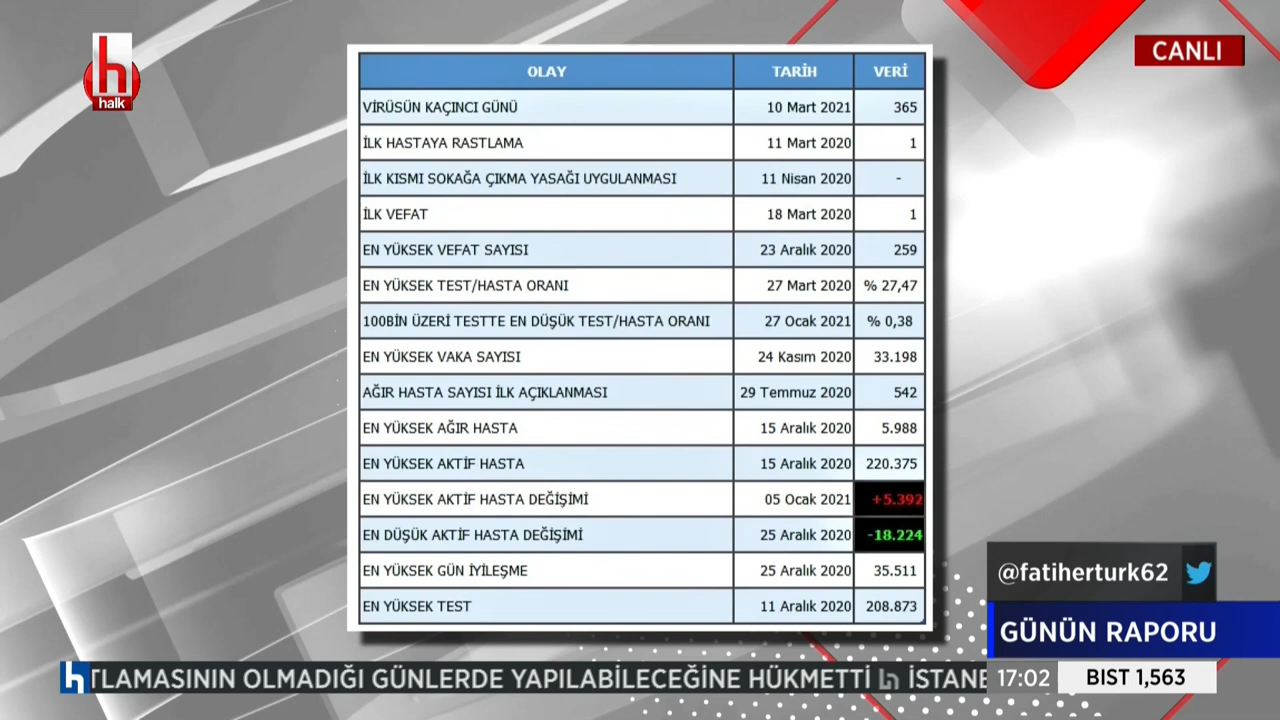 h
halk
CANLI
OLAY TARİH VERİ
VİRÜSÜN KAÇINCI GÜNÜ 10 Mart 2021 365
İLK HASTAYA RASTLAMA 11 Mart 2020 1
İLK KISMI SOKAĞA ÇIKMA YASAĞI UYGULANMASI 11 Nisan 2020 -
İLK VEFAT 18 Mart 2020 1
EN YÜKSEK VEFAT SAYISI 23 Aralık 2020 259
EN YÜKSEK TEST/HASTA ORANI 27 Mart 2020 % 27,47
100BİN ÜZERİ TESTTE EN DÜŞÜK TEST/HASTA ORANI 27 Ocak 2021 % 0,38
EN YÜKSEK VAKA SAYISI 24 Kasım 2020 33.198
AĞIR HASTA SAYISI İLK AÇIKLANMASI 29 Temmuz 2020 542
EN YÜKSEK AĞIR HASTA 15 Aralık 2020 5.988
EN YÜKSEK AKTİF HASTA 15 Aralık 2020 220.375
EN YÜKSEK AKTİF HASTA DEĞİŞİMİ 05 Ocak 2021 +5.392
EN DÜŞÜK AKTİF HASTA DEĞİŞİMİ 25 Aralık 2020 -18.224
EN YÜKSEK GÜN İYİLEŞME 25 Aralık 2020 35.511
EN YÜKSEK TEST 11 Aralık 2020 208.873
@fatiherturk62
GÜNÜN RAPORU
h TLAMASININ OLMADIĞI GÜNLERDE YAPILABİLECEĞİNE HÜKMETTİ h İSTANB 17:02 BIST 1,563